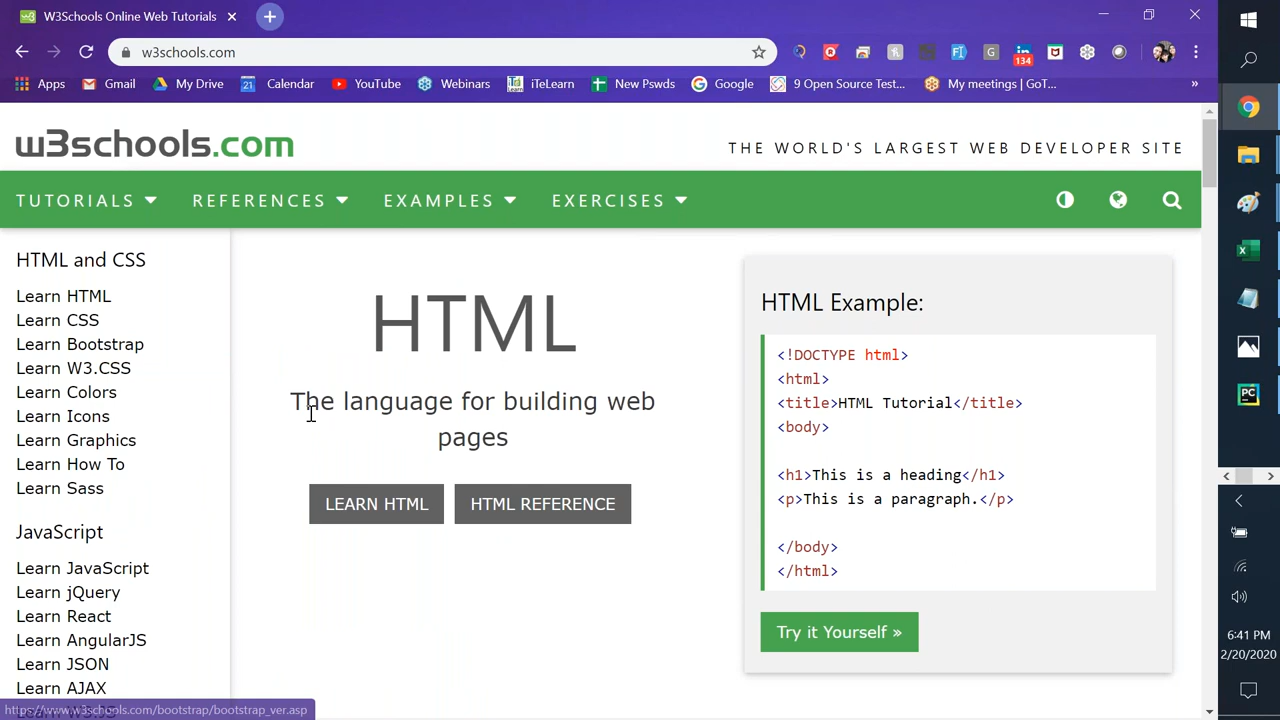 W3Schools Online Web Tutorials
w3schools.com
134
Apps
Gmail
My Drive
Calendar
YouTube
Webinars
iTeLearn
New Pswds
Google
9 Open Source Test...
My meetings | GoT...
»
w3schools.com
THE WORLD'S LARGEST WEB DEVELOPER SITE
TUTORIALS
REFERENCES
EXAMPLES
EXERCISES
HTML and CSS
Learn HTML
Learn CSS
Learn Bootstrap
Learn W3.CSS
Learn Colors
Learn Icons
Learn Graphics
Learn How To
Learn Sass
JavaScript
Learn JavaScript
Learn jQuery
Learn React
Learn AngularJS
Learn JSON
Learn AJAX
https://www.w3schools.com/bootstrap/bootstrap_ver.asp
HTML
The language for building web
pages
LEARN HTML
HTML REFERENCE
HTML Example:
<!DOCTYPE html>
<html>
<title>HTML Tutorial</title>
<body>
<h1>This is a heading</h1>
<p>This is a paragraph.</p>
</body>
</html>
Try it Yourself »
6:41 PM
2/20/2020